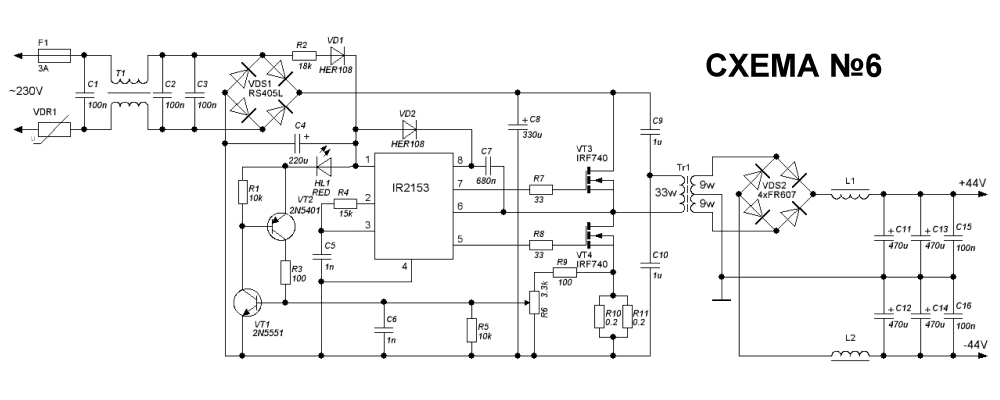 СХЕМА №6
F1
3A
~230V
VDR1
U
C1
100n
T1
C2
100n
C3
100n
VDS1
RS405L
R2
18k
VD1
HER108
C4
+
220u
HL1
RED
VD2
HER108
R1
10k
VT2
2N5401
R3
100
VT1
2N5551
R4
15k
C5
1n
IR2153
1
2
3
4
5
6
7
8
C7
680n
C8
+
330u
R7
33
R8
33
VT3
IRF740
VT4
IRF740
R9
100
R6
3.3k
R10
0.2
R11
0.2
R5
10k
C6
1n
C9
1u
C10
1u
Tr1
33w
9w
9w
VDS2
4xFR607
L1
L2
+44V
-44V
+
C11
470u
+
C13
470u
C15
100n
+
C12
470u
+
C14
470u
C16
100n